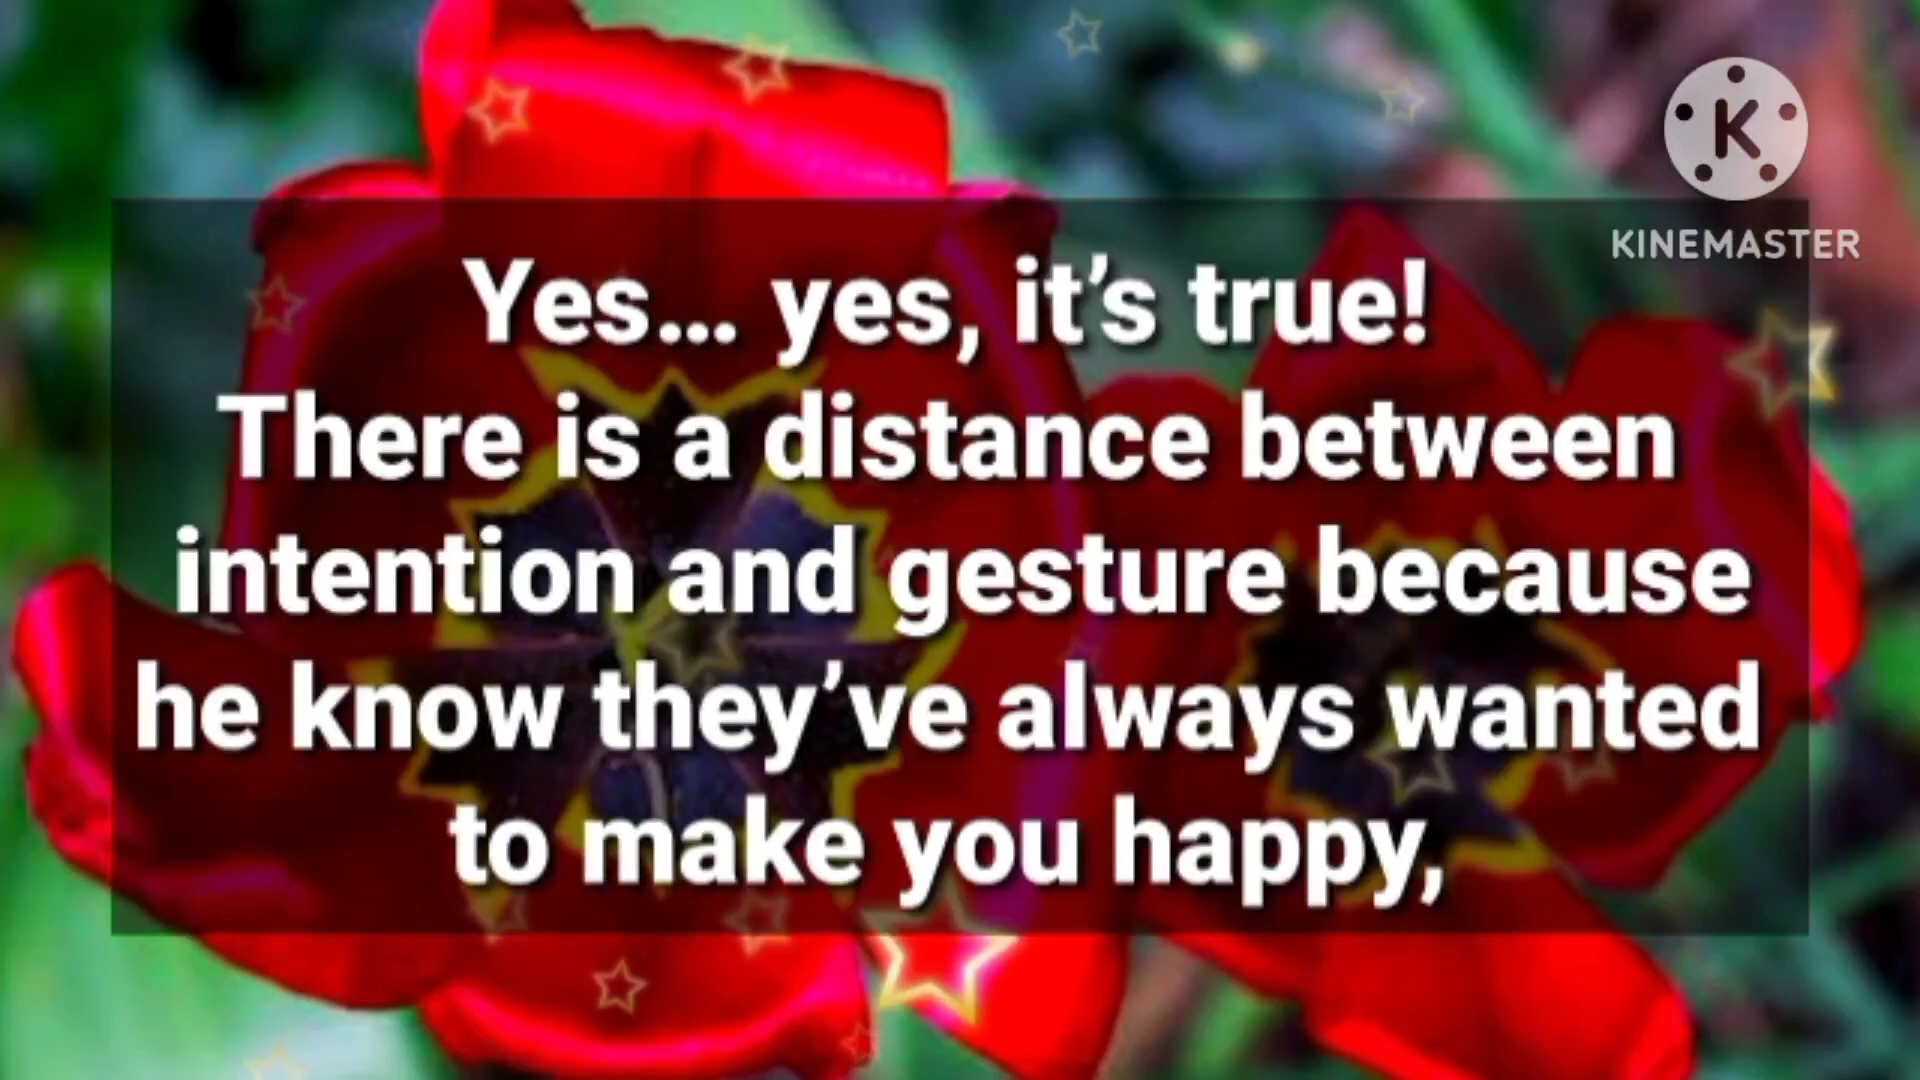 K
KINEMASTER
Yes... yes, it’s true!
There is a distance between
intention and gesture because
he know they’ve always wanted
to make you happy,